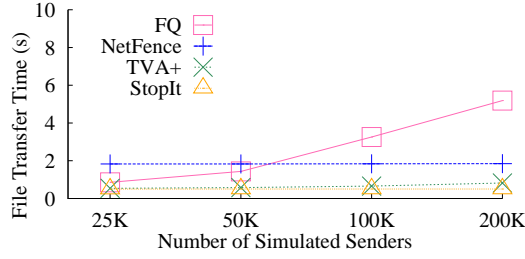 FQ
NetFence
TVA+
StopIt
File Transfer Time (s)
10
8
6
4
2
0
25K 50K 100K 200K
Number of Simulated Senders